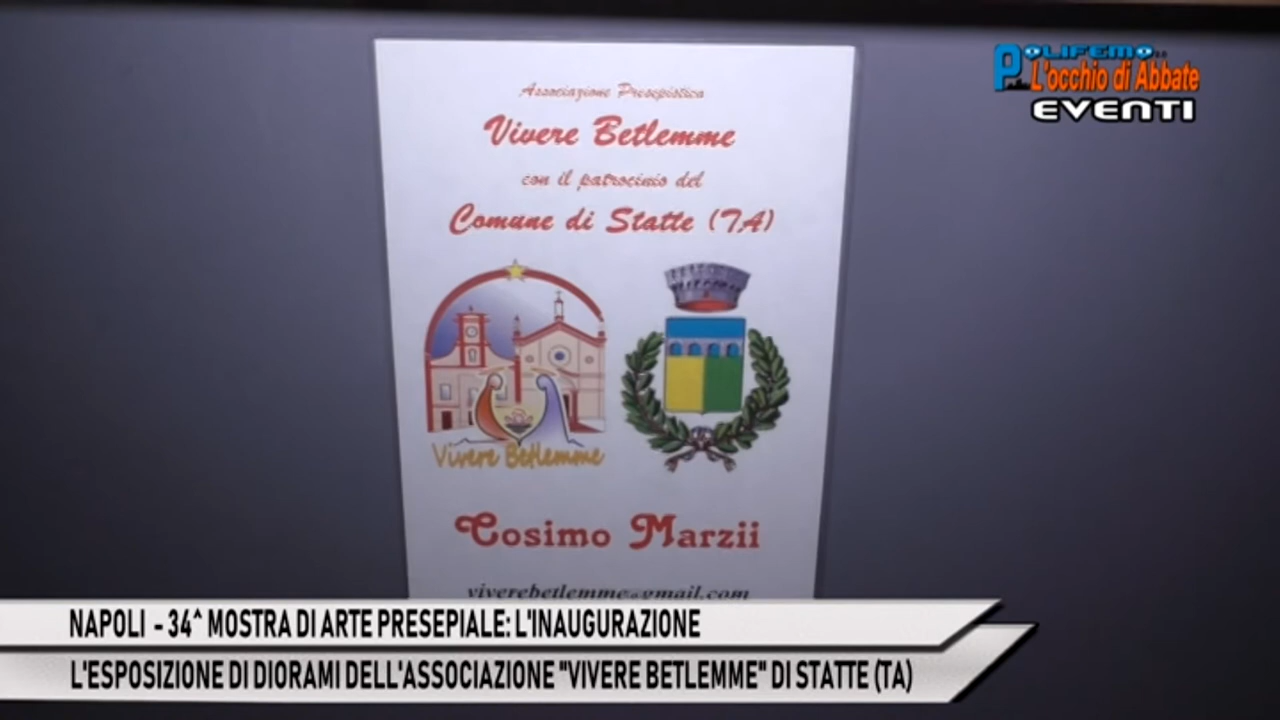 POLIFEMO
L'occhio di Abbate
EVENTI
Associazione Presepistica
Vivere Betlemme
con il patrocinio del
Comune di Statte (TA)
Vivere Betlemme
Cosimo Marzii
viverebetlemme@gmail.com
NAPOLI - 34^ MOSTRA DI ARTE PRESEPIALE: L'INAUGURAZIONE
L'ESPOSIZIONE DI DIORAMI DELL'ASSOCIAZIONE "VIVERE BETLEMME" DI STATTE (TA)